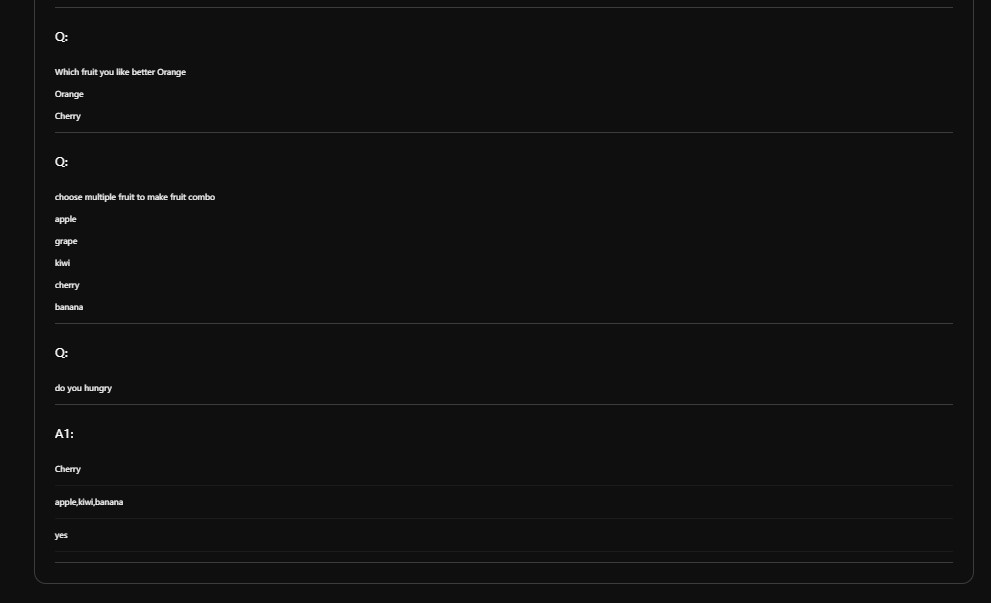 Q:
Which fruit you like better Orange
Orange
Cherry
Q:
choose multiple fruit to make fruit combo
apple
grape
kiwi
cherry
banana
Q:
do you hungry
A1:
Cherry
apple,kiwi,banana
yes